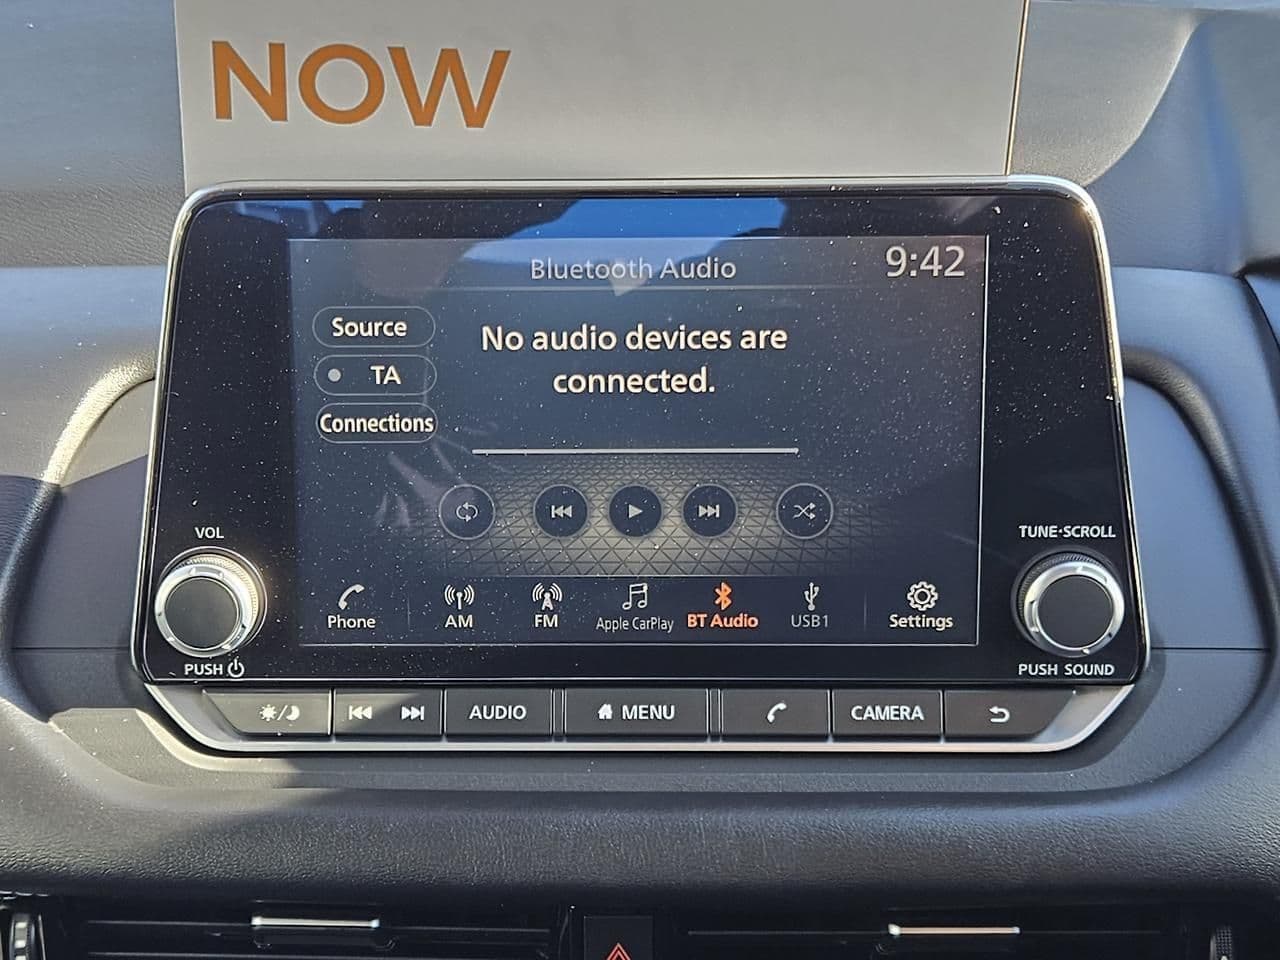 NOW
Bluetooth Audio
9:42
Source
No audio devices are
connected.
TA
Connections
VOL
TUNE·SCROLL
Phone
AM
FM
Apple CarPlay
BT Audio
USB1
Settings
PUSH
PUSH SOUND
AUDIO
MENU
CAMERA